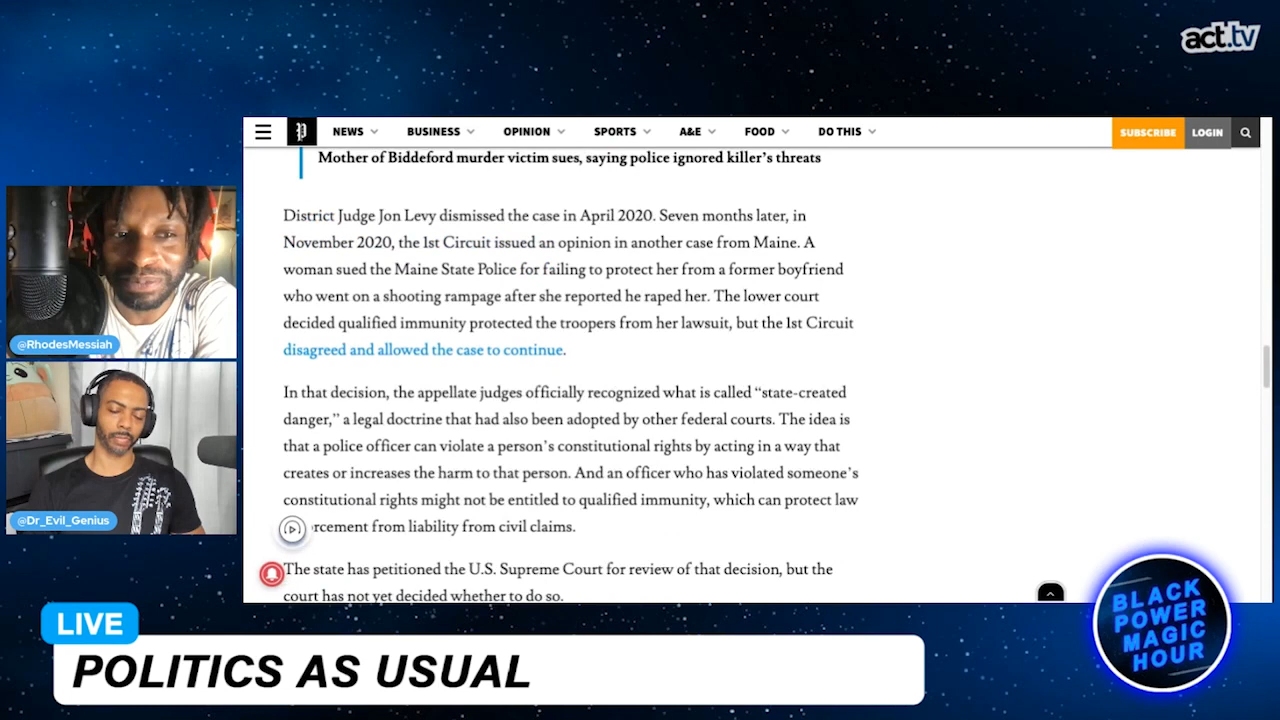 act.tv
NEWS BUSINESS OPINION SPORTS A&E FOOD DO THIS SUBSCRIBE LOGIN
Mother of Biddeford murder victim sues, saying police ignored killer's threats
District Judge Jon Levy dismissed the case in April 2020. Seven months later, in
November 2020, the 1st Circuit issued an opinion in another case from Maine. A
woman sued the Maine State Police for failing to protect her from a former boyfriend
who went on a shooting rampage after she reported he raped her. The lower court
decided qualified immunity protected the troopers from her lawsuit, but the 1st Circuit
disagreed and allowed the case to continue.
In that decision, the appellate judges officially recognized what is called “state-created
danger,” a legal doctrine that had also been adopted by other federal courts. The idea is
that a police officer can violate a person’s constitutional rights by acting in a way that
creates or increases the harm to that person. And an officer who has violated someone’s
constitutional rights might not be entitled to qualified immunity, which can protect law
rcement from liability from civil claims.
The state has petitioned the U.S. Supreme Court for review of that decision, but the
court has not yet decided whether to do so.
@RhodesMessiah
@Dr_Evil_Genius
LIVE
POLITICS AS USUAL
BLACK
POWER
MAGIC
HOUR